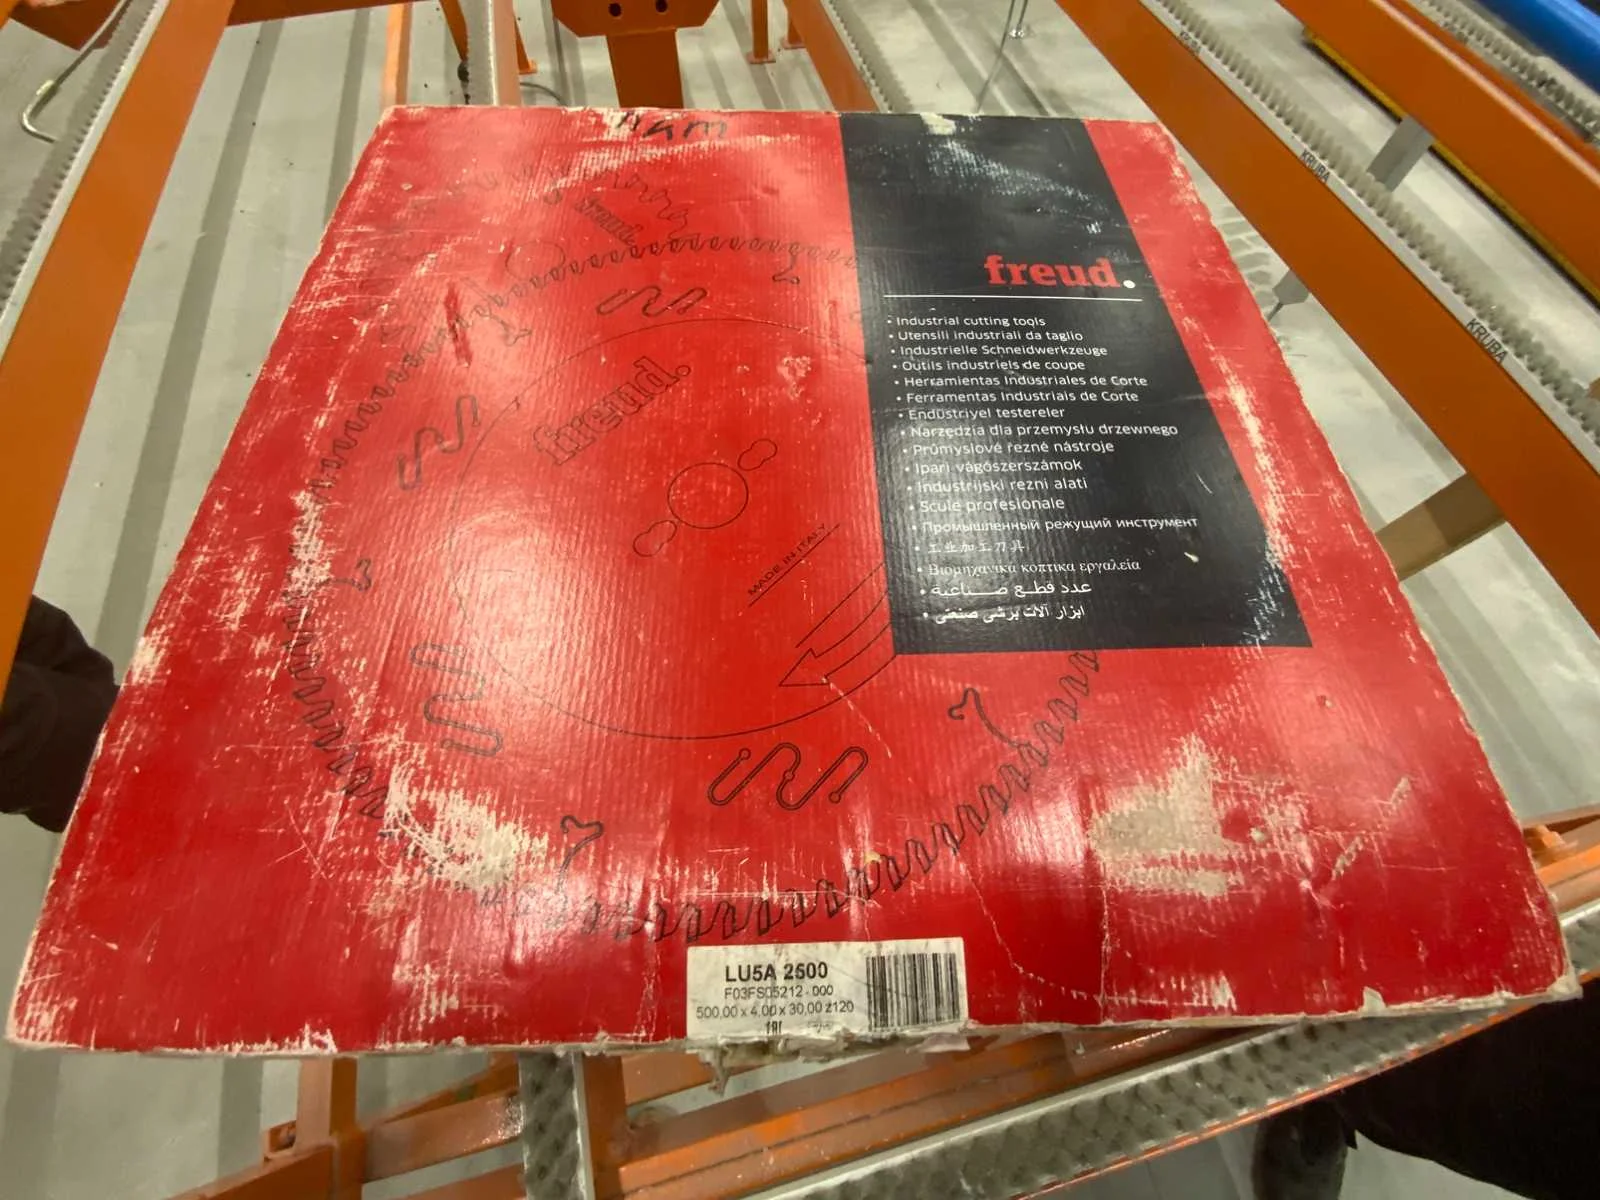 freud.
• Industrial cutting tools
• Utensili industriali da taglio
• Industrielle Schneidwerkzeuge
• Outils industriels de coupe
• Herramientas Industriales de Corte
• Ferramentas Industriais de Corte
• Endüstriyel testereler
• Narzędzia dla przemysłu drzewnego
• Průmyslové řezné nástroje
• Ipari vágószerszámok
• Industrijski rezni alati
• Scule profesionale
• Промышленный режущий инструмент
• 工业加工刀具
• Βιομηχανικά κοπτικά εργαλεία
• عدد قطع صناعية
• ابزار آلات برشی صنعتی
freud.
freud.
MADE IN ITALY
LU5A 2500
F03FS05212-000
500,00 x 4,00 x 30,00 z120
KRUBA
KRUBA
KRUBA